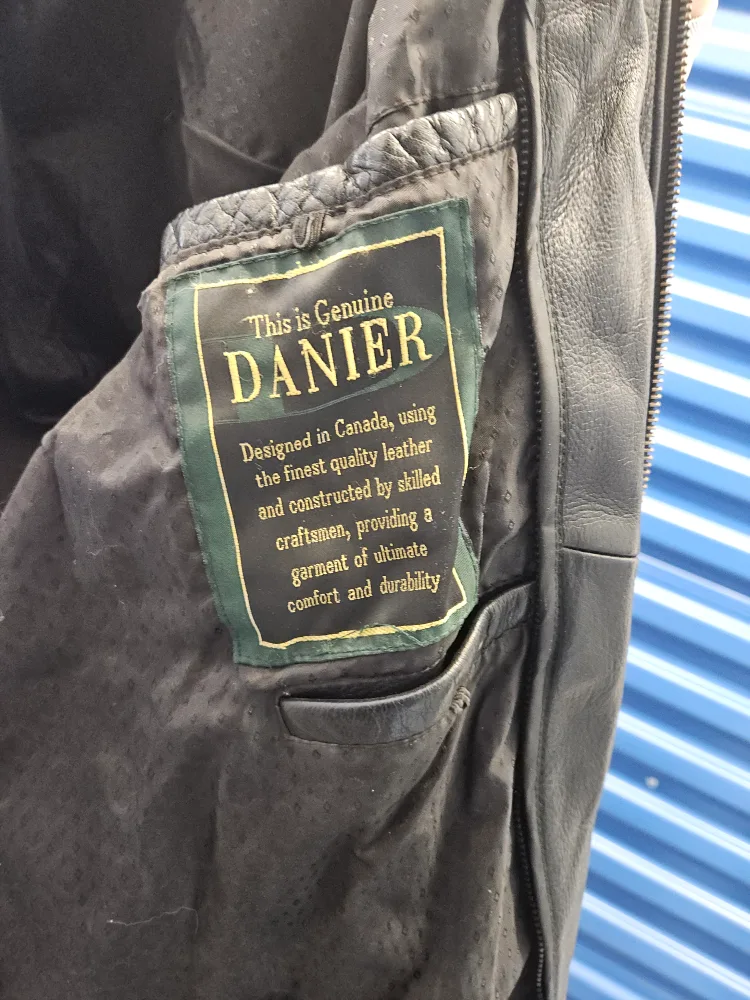 This is Genuine
DANIER
Designed in Canada, using
the finest quality leather
and constructed by skilled
craftsmen, providing a
garment of ultimate
comfort and durability